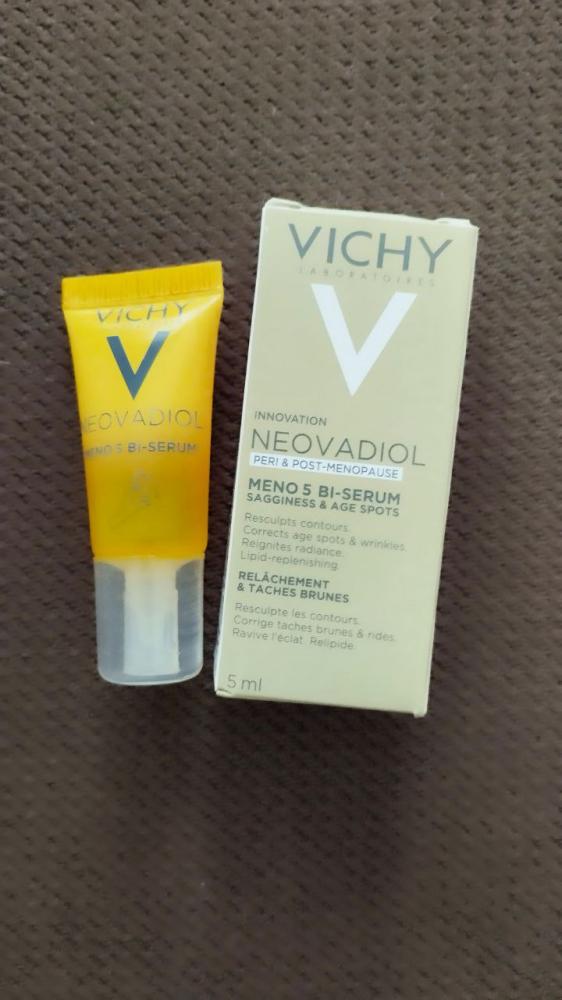 VICHY
V
NEOVADIOL
MENO 5 BI-SERUM
VICHY
LABORATOIRES
V
INNOVATION
NEOVADIOL
PERI & POST-MENOPAUSE
MENO 5 BI-SERUM
SAGGINESS & AGE SPOTS
Resculpts contours.
Corrects age spots & wrinkles.
Reignites radiance.
Lipid-replenishing.
RELÂCHEMENT
& TACHES BRUNES
Resculpte les contours.
Corrige taches brunes & rides.
Ravive l'éclat. Relipide.
5 ml